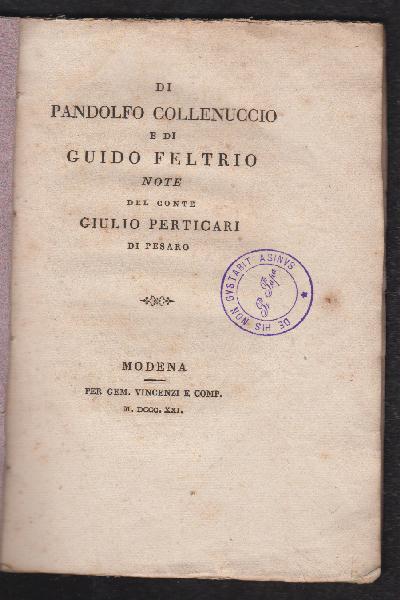 DI
PANDOLFO COLLENUCCIO
E DI
GUIDO FELTRIO
NOTE
DEL CONTE
GIULIO PERTICARI
DI PESARO
DE HIS NON GVSTABIT ASINVS
MODENA
PER GEM. VINCENZI E COMP.
M. DCCC. XXI.